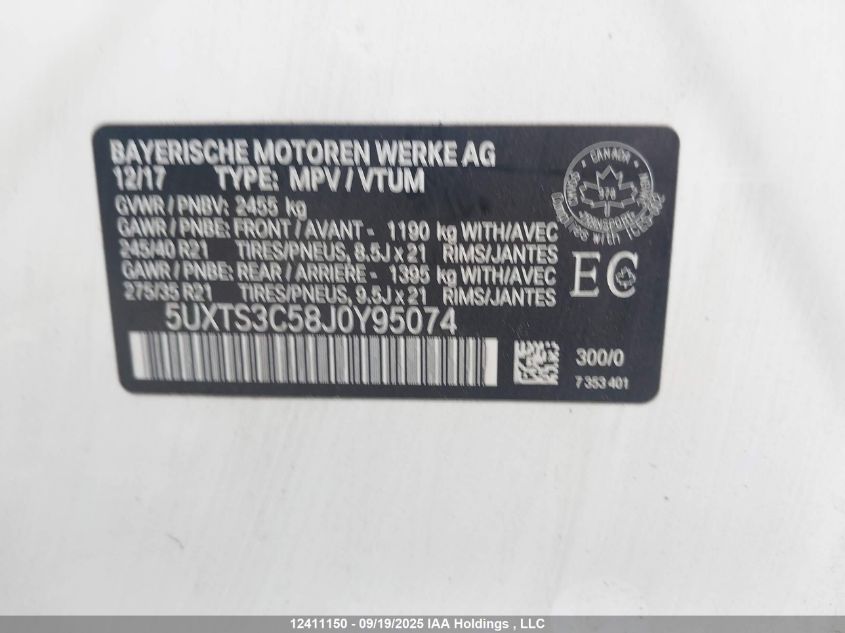 BAYERISCHE MOTOREN WERKE AG
12/17 TYPE: MPV / VTUM
GVWR / PNBV: 2455 kg
GAWR / PNBE: FRONT / AVANT - 1190 kg WITH/AVEC
245/40 R21 TIRES/PNEUS, 8.5J x 21 RIMS/JANTES
GAWR / PNBE: REAR / ARRIERE - 1395 kg WITH/AVEC
275/35 R21 TIRES/PNEUS, 9.5J x 21 RIMS/JANTES
5UXTS3C58J0Y95074
CANADA
378
TRANSPORT
EC
300/0
7 353 401
12411150 - 09/19/2025 IAA Holdings , LLC